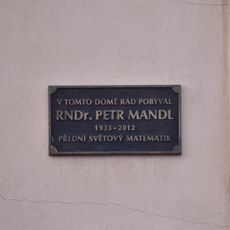 V TOMTO DOMĚ RÁD POBÝVAL
RNDr. PETR MANDL
1933-2012
PŘEDNÍ SVĚTOVÝ MATEMATIK